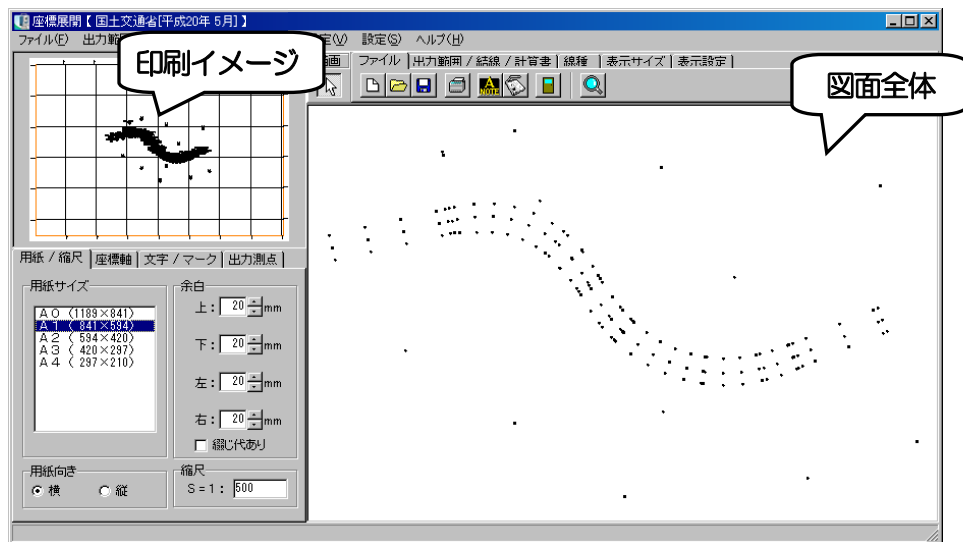 座標展開【 国土交通省[平成20年 5月] 】
ファイル(F) 出力範 定(V) 設定(S) ヘルプ(H)
印刷イメージ
画 ファイル 出力範囲 / 結線 / 計算書 線種 表示サイズ 表示設定
NOTE
図面全体
用紙 / 縮尺 座標軸 文字 / マーク 出力測点
用紙サイズ
A0 (1189×841)
A1 ( 841×594)
A2 ( 594×420)
A3 ( 420×297)
A4 ( 297×210)
余白
上: 20 mm
下: 20 mm
左: 20 mm
右: 20 mm
綴じ代あり
用紙向き
横 縦
縮尺
S=1: 500